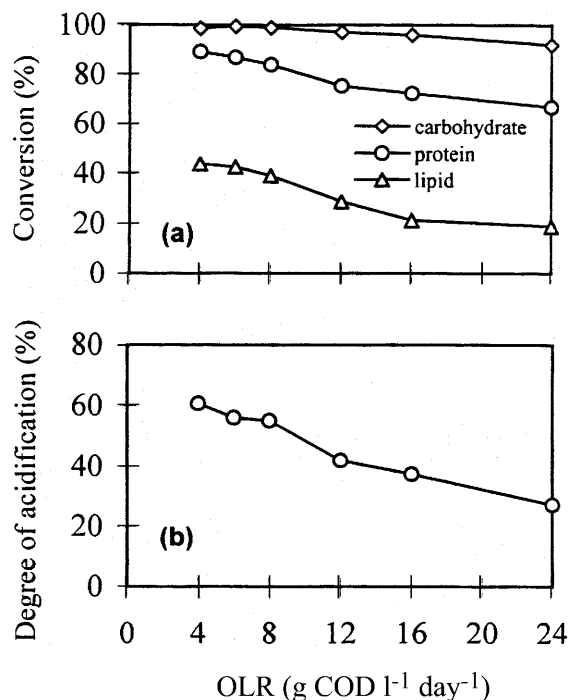 Conversion (%)
100
80
60
40
20
0
carbohydrate
protein
lipid
(a)
Degree of acidification (%)
80
60
40
20
0
(b)
0 4 8 12 16 20 24
OLR (g COD l⁻¹ day⁻¹)